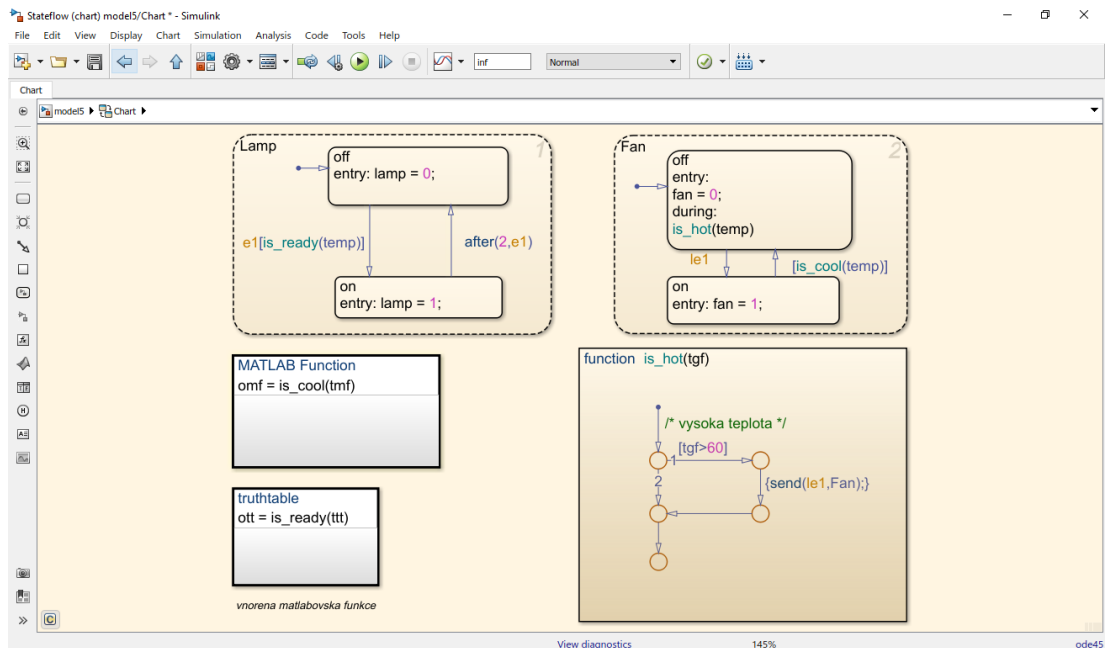 Stateflow (chart) model5/Chart * - Simulink
File Edit View Display Chart Simulation Analysis Code Tools Help
inf
Normal
Chart
model5 Chart
Lamp
1
off
entry: lamp = 0;
e1[is_ready(temp)]
after(2,e1)
on
entry: lamp = 1;
Fan
2
off
entry:
fan = 0;
during:
is_hot(temp)
le1
[is_cool(temp)]
on
entry: fan = 1;
MATLAB Function
omf = is_cool(tmf)
truthtable
ott = is_ready(ttt)
vnorena matlabovska funkce
function is_hot(tgf)
/* vysoka teplota */
[tgf>60]
1
2
{send(le1,Fan);}
View diagnostics 145% ode45